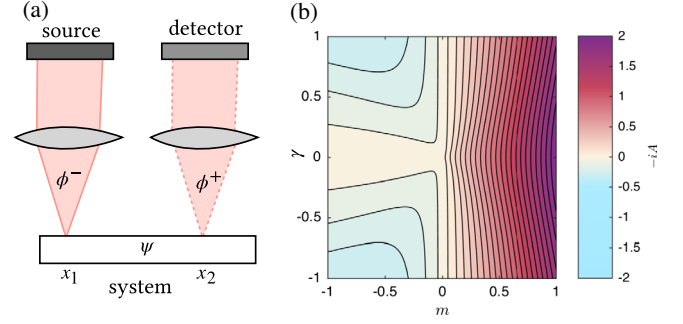 (a)
source
detector
ϕ⁻
ϕ⁺
ψ
x₁
x₂
system
(b)
1
0.5
0
-0.5
-1
γ
-1
-0.5
0
0.5
1
m
2
1.5
1
0.5
0
-0.5
-1
-1.5
-2
−iA